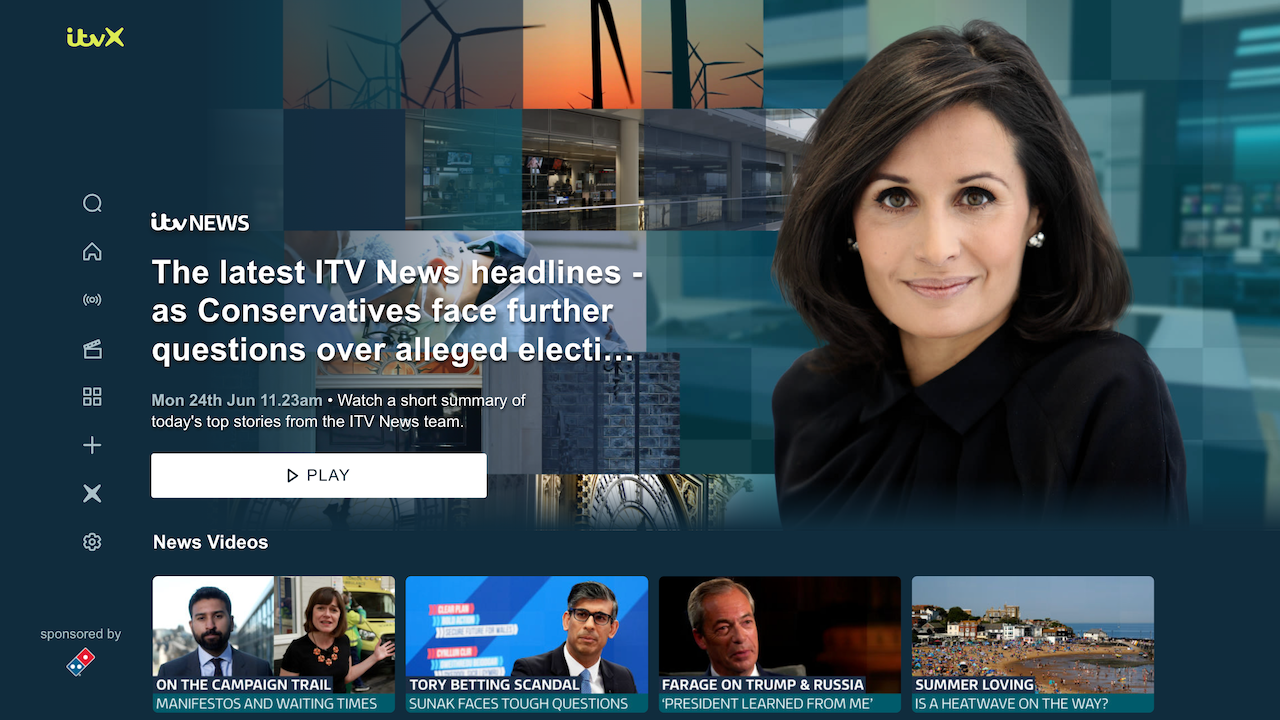 itvX
itv NEWS
The latest ITV News headlines -
as Conservatives face further
questions over alleged electi...
Mon 24th Jun 11.23am • Watch a short summary of
today's top stories from the ITV News team.
PLAY
News Videos
sponsored by
CLEAR PLAN
BOLD ACTION
SECURE FUTURE FOR WALES
ON THE CAMPAIGN TRAIL
MANIFESTOS AND WAITING TIMES
TORY BETTING SCANDAL
SUNAK FACES TOUGH QUESTIONS
FARAGE ON TRUMP & RUSSIA
'PRESIDENT LEARNED FROM ME'
SUMMER LOVING
IS A HEATWAVE ON THE WAY?